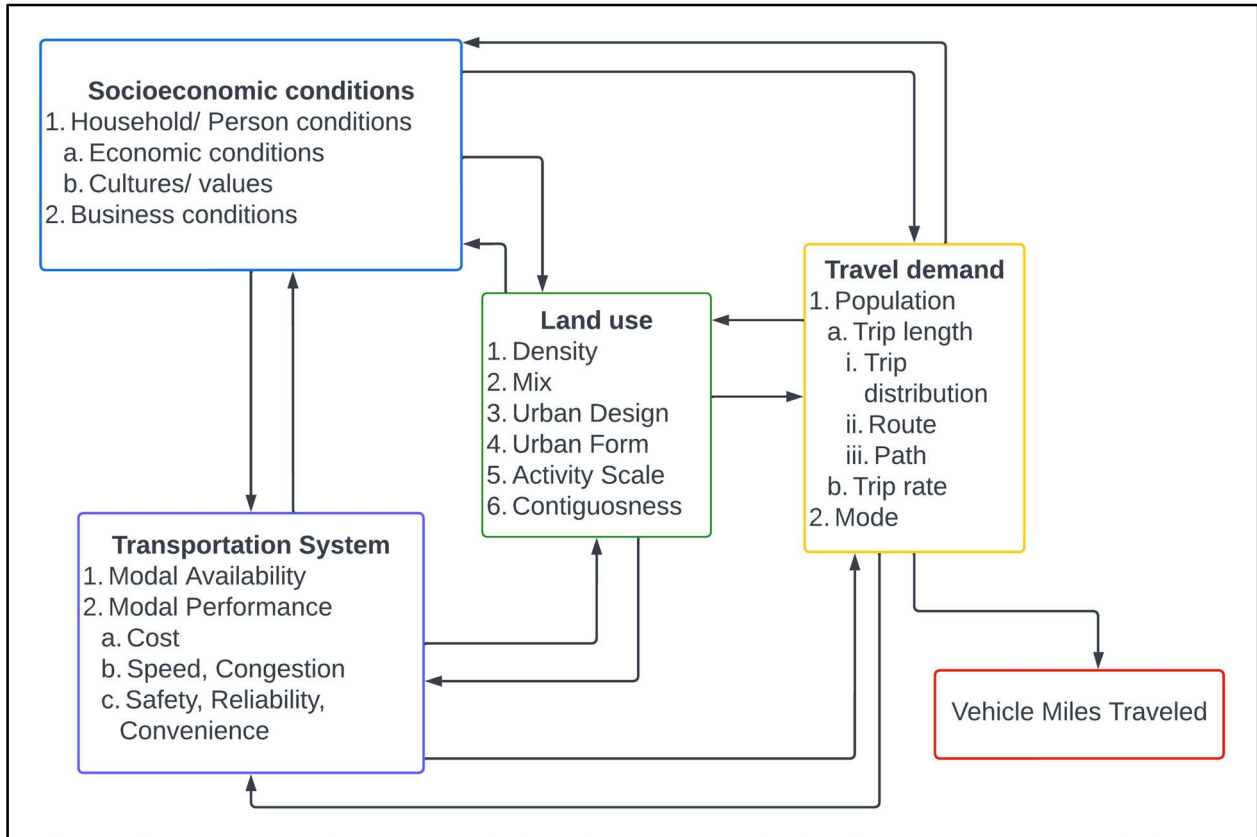 Socioeconomic conditions
1. Household/ Person conditions
a. Economic conditions
b. Cultures/ values
2. Business conditions
Land use
1. Density
2. Mix
3. Urban Design
4. Urban Form
5. Activity Scale
6. Contiguosness
Travel demand
1. Population
a. Trip length
i. Trip
distribution
ii. Route
iii. Path
b. Trip rate
2. Mode
Transportation System
1. Modal Availability
2. Modal Performance
a. Cost
b. Speed, Congestion
c. Safety, Reliability,
Convenience
Vehicle Miles Traveled